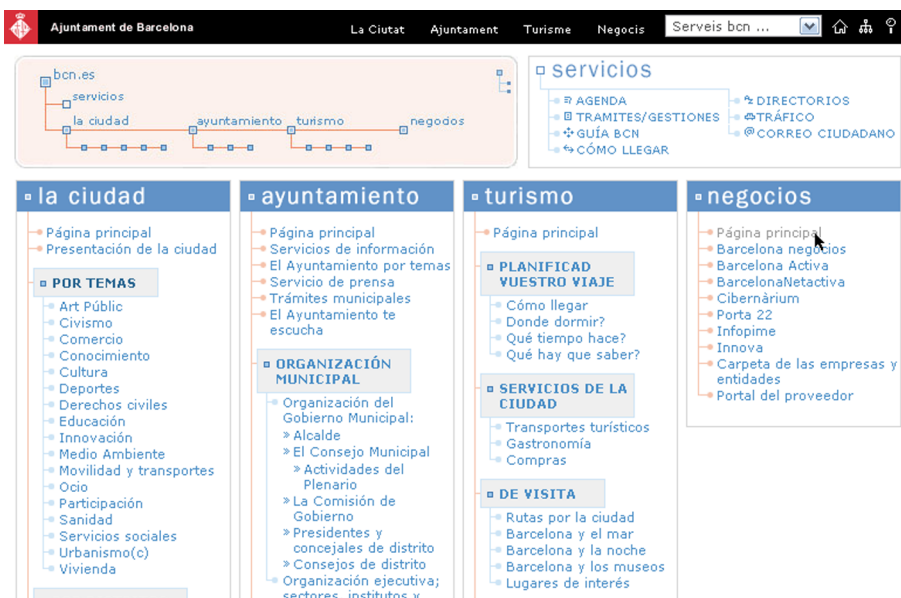 Ajuntament de Barcelona
La Ciutat Ajuntament Turisme Negocis Serveis bcn ...
bcn.es
servicios
la ciudad ayuntamiento turismo negocios
servicios
AGENDA
TRAMITES/GESTIONES
GUÍA BCN
CÓMO LLEGAR
DIRECTORIOS
TRÁFICO
@CORREO CIUDADANO
la ciudad
Página principal
Presentación de la ciudad
POR TEMAS
Art Públic
Civismo
Comercio
Conocimiento
Cultura
Deportes
Derechos civiles
Educación
Innovación
Medio Ambiente
Movilidad y transportes
Ocio
Participación
Sanidad
Servicios sociales
Urbanismo(c)
Vivienda
ayuntamiento
Página principal
Servicios de información
El Ayuntamiento por temas
Servicio de prensa
Trámites municipales
El Ayuntamiento te
escucha
ORGANIZACIÓN
MUNICIPAL
Organización del
Gobierno Municipal:
» Alcalde
» El Consejo Municipal
» Actividades del
Plenario
» La Comisión de
Gobierno
» Presidentes y
concejales de distrito
» Consejos de distrito
Organización ejecutiva;
sectores, institutos y
turismo
Página principal
PLANIFICAD
VUESTRO VIAJE
Cómo llegar
Donde dormir?
Qué tiempo hace?
Qué hay que saber?
SERVICIOS DE LA
CIUDAD
Transportes turísticos
Gastronomía
Compras
DE VISITA
Rutas por la ciudad
Barcelona y el mar
Barcelona y la noche
Barcelona y los museos
Lugares de interés
negocios
Página principal
Barcelona negocios
Barcelona Activa
BarcelonaNetactiva
Cibernàrium
Porta 22
Infopime
Innova
Carpeta de las empresas y
entidades
Portal del proveedor